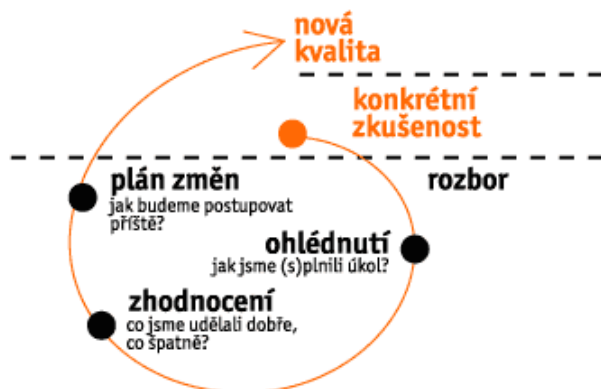 nová
kvalita
konkrétní
zkušenost
rozbor
plán změn
jak budeme postupovat
příště?
ohlédnutí
jak jsme (s)plnili úkol?
zhodnocení
co jsme udělali dobře,
co špatně?